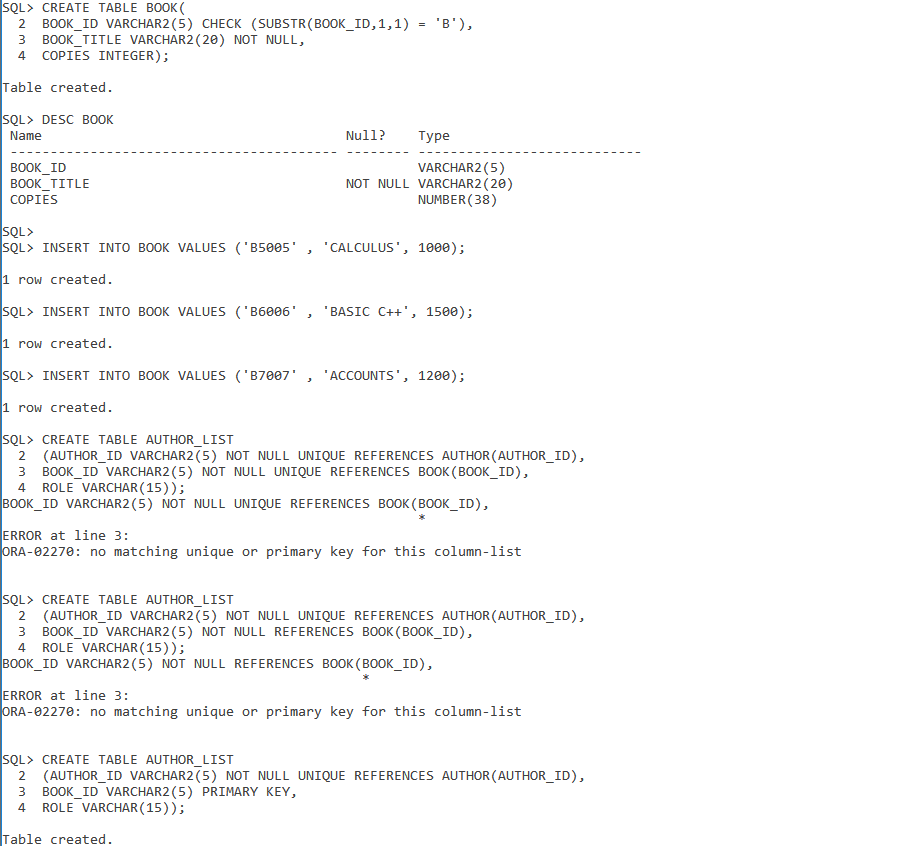 SQL> CREATE TABLE BOOK(
  2  BOOK_ID VARCHAR2(5) CHECK (SUBSTR(BOOK_ID,1,1) = 'B'),
  3  BOOK_TITLE VARCHAR2(20) NOT NULL,
  4  COPIES INTEGER);
Table created.
SQL> DESC BOOK
 Name                                      Null?    Type
 ----------------------------------------- -------- ----------------------------
 BOOK_ID                                            VARCHAR2(5)
 BOOK_TITLE                                NOT NULL VARCHAR2(20)
 COPIES                                             NUMBER(38)
SQL>
SQL> INSERT INTO BOOK VALUES ('B5005' , 'CALCULUS', 1000);
1 row created.
SQL> INSERT INTO BOOK VALUES ('B6006' , 'BASIC C++', 1500);
1 row created.
SQL> INSERT INTO BOOK VALUES ('B7007' , 'ACCOUNTS', 1200);
1 row created.
SQL> CREATE TABLE AUTHOR_LIST
  2  (AUTHOR_ID VARCHAR2(5) NOT NULL UNIQUE REFERENCES AUTHOR(AUTHOR_ID),
  3  BOOK_ID VARCHAR2(5) NOT NULL UNIQUE REFERENCES BOOK(BOOK_ID),
  4  ROLE VARCHAR(15));
BOOK_ID VARCHAR2(5) NOT NULL UNIQUE REFERENCES BOOK(BOOK_ID),
                                                    *
ERROR at line 3:
ORA-02270: no matching unique or primary key for this column-list
SQL> CREATE TABLE AUTHOR_LIST
  2  (AUTHOR_ID VARCHAR2(5) NOT NULL UNIQUE REFERENCES AUTHOR(AUTHOR_ID),
  3  BOOK_ID VARCHAR2(5) NOT NULL REFERENCES BOOK(BOOK_ID),
  4  ROLE VARCHAR(15));
BOOK_ID VARCHAR2(5) NOT NULL REFERENCES BOOK(BOOK_ID),
                                             *
ERROR at line 3:
ORA-02270: no matching unique or primary key for this column-list
SQL> CREATE TABLE AUTHOR_LIST
  2  (AUTHOR_ID VARCHAR2(5) NOT NULL UNIQUE REFERENCES AUTHOR(AUTHOR_ID),
  3  BOOK_ID VARCHAR2(5) PRIMARY KEY,
  4  ROLE VARCHAR(15));
Table created.